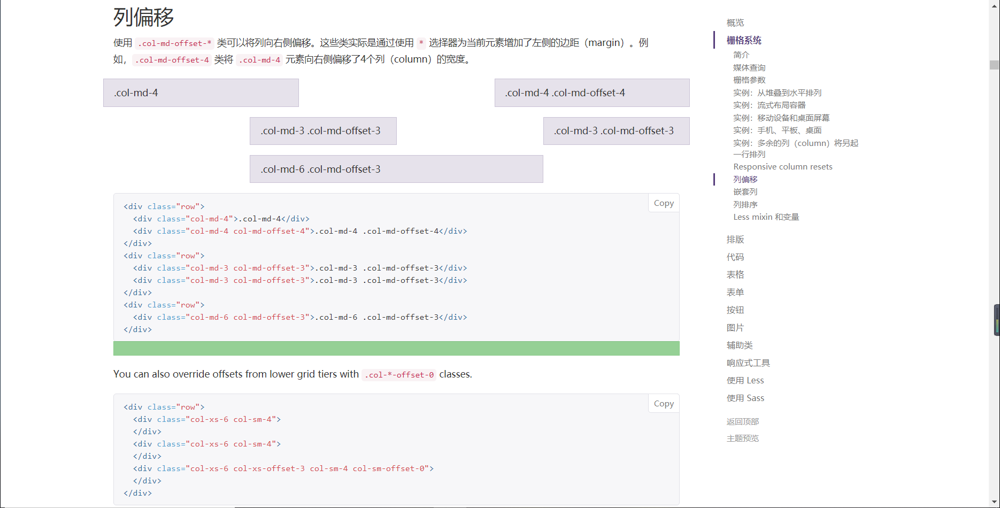 列偏移
使用 .col-md-offset-* 类可以将列向右侧偏移。这些类实际是通过使用 * 选择器为当前元素增加了左侧的边距（margin）。例
如，.col-md-offset-4 类将 .col-md-4 元素向右侧偏移了4个列（column）的宽度。
.col-md-4
.col-md-4 .col-md-offset-4
.col-md-3 .col-md-offset-3
.col-md-3 .col-md-offset-3
.col-md-6 .col-md-offset-3
Copy
<div class="row">
  <div class="col-md-4">.col-md-4</div>
  <div class="col-md-4 col-md-offset-4">.col-md-4 .col-md-offset-4</div>
</div>
<div class="row">
  <div class="col-md-3 col-md-offset-3">.col-md-3 .col-md-offset-3</div>
  <div class="col-md-3 col-md-offset-3">.col-md-3 .col-md-offset-3</div>
</div>
<div class="row">
  <div class="col-md-6 col-md-offset-3">.col-md-6 .col-md-offset-3</div>
</div>
You can also override offsets from lower grid tiers with .col-*-offset-0 classes.
Copy
<div class="row">
  <div class="col-xs-6 col-sm-4">
  </div>
  <div class="col-xs-6 col-sm-4">
  </div>
  <div class="col-xs-6 col-xs-offset-3 col-sm-4 col-sm-offset-0">
  </div>
</div>
概览
栅格系统
简介
媒体查询
栅格参数
实例：从堆叠到水平排列
实例：流式布局容器
实例：移动设备和桌面屏幕
实例：手机、平板、桌面
实例：多余的列（column）将另起
一行排列
Responsive column resets
列偏移
嵌套列
列排序
Less mixin 和变量
排版
代码
表格
表单
按钮
图片
辅助类
响应式工具
使用 Less
使用 Sass
返回顶部
主题预览